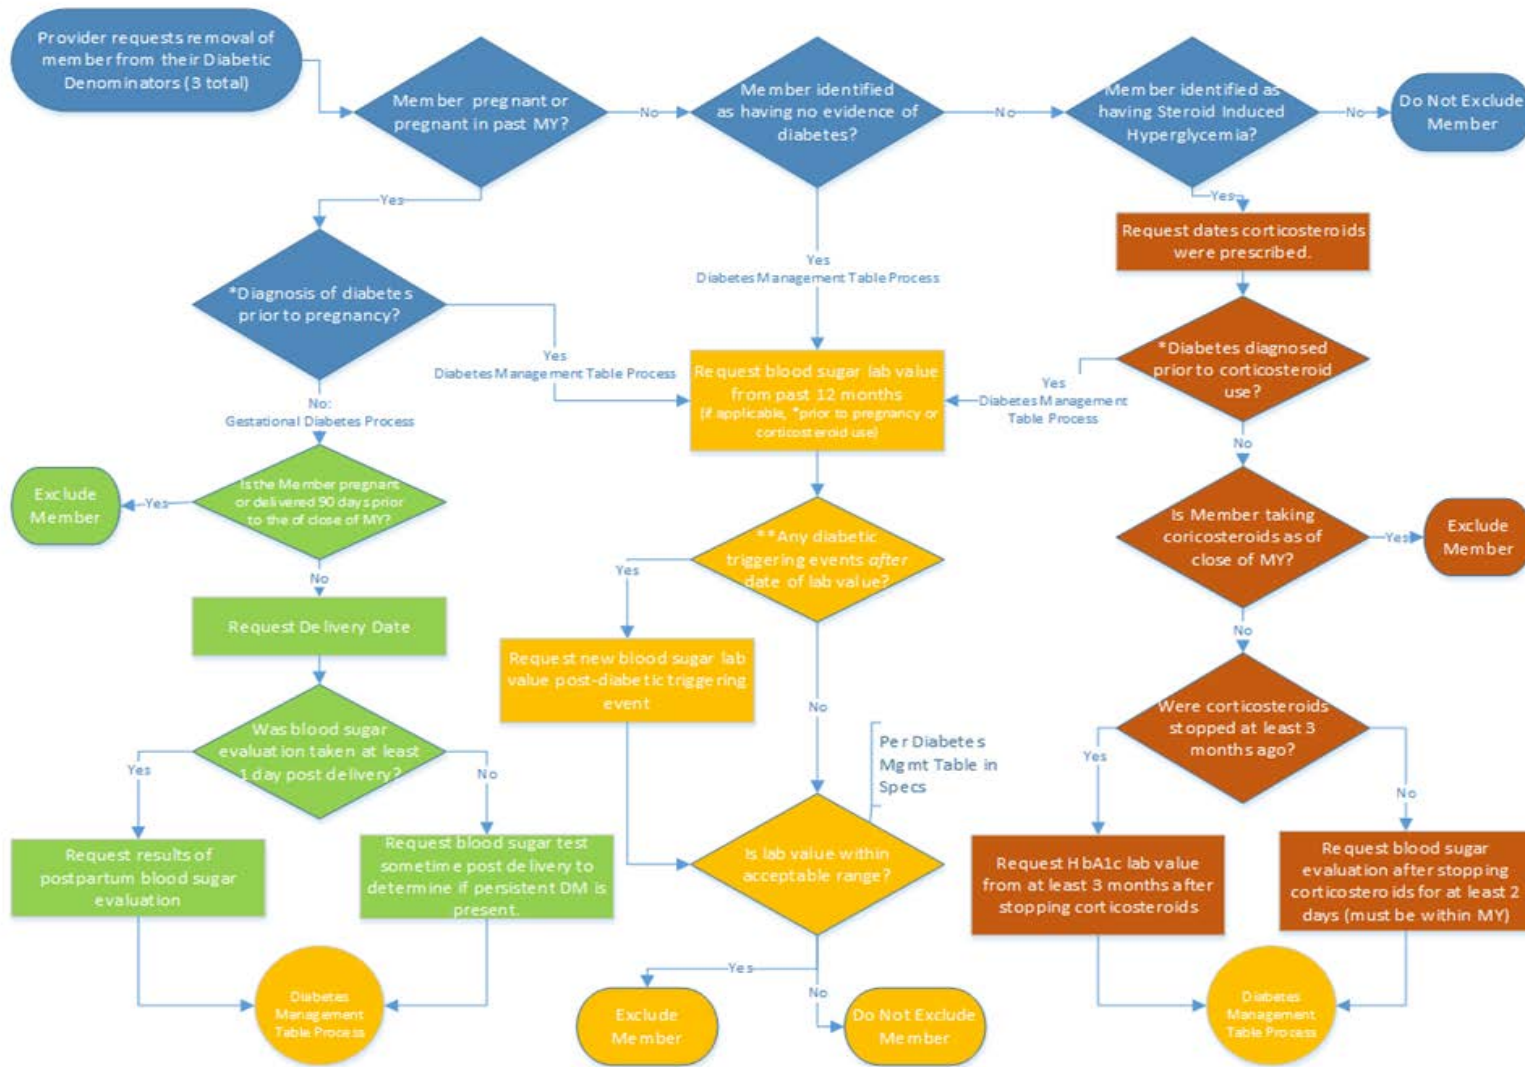 Provider requests removal of
member from their Diabetic
Denominators (3 total)
Member pregnant or
pregnant in past MY?
No
Member identified
as having no evidence of
diabetes?
No
Member identified as
having Steroid Induced
Hyperglycemia?
No
Do Not Exclude
Member
Yes
Yes
Diabetes Management Table Process
Yes
Request dates corticosteroids
were prescribed.
*Diagnosis of diabetes
prior to pregnancy?
Yes
Diabetes Management Table Process
Request blood sugar lab value
from past 12 months
(if applicable, *prior to pregnancy or
corticosteroid use)
Yes
Diabetes Management
Table Process
*Diabetes diagnosed
prior to corticosteroid
use?
No:
Gestational Diabetes Process
No
Exclude
Member
Yes
Is the Member pregnant
or delivered 90 days prior
to the of close of MY?
**Any diabetic
triggering events after
date of lab value?
Is Member taking
coricosteroids as of
close of MY?
Yes
Exclude
Member
No
Yes
No
Request Delivery Date
Request new blood sugar lab
value post-diabetic triggering
event
No
Were corticosteroids
stopped at least 3
months ago?
Was blood sugar
evaluation taken at least
1 day post delivery?
Per Diabetes
Mgmt Table in
Specs
Yes
No
Yes
No
Request results of
postpartum blood sugar
evaluation
Request blood sugar test
sometime post delivery to
determine if persistent DM is
present.
Is lab value within
acceptable range?
Request HbA1c lab value
from at least 3 months after
stopping corticosteroids
Request blood sugar
evaluation after stopping
corticosteroids for at least 2
days (must be within MY)
Yes
No
Diabetes
Management
Table Process
Exclude
Member
Do Not Exclude
Member
Diabetes
Management
Table Process